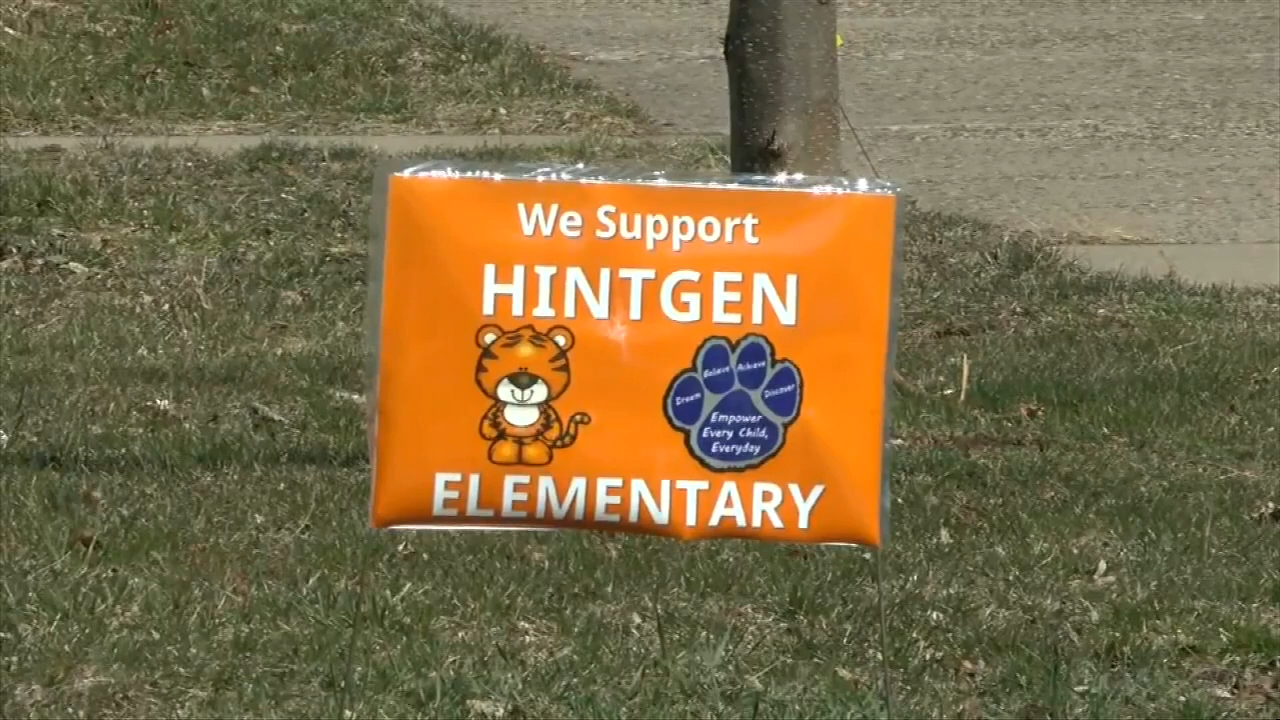 We Support
HINTGEN
Dream Believe Achieve Discover
Empower
Every Child,
Everyday
ELEMENTARY